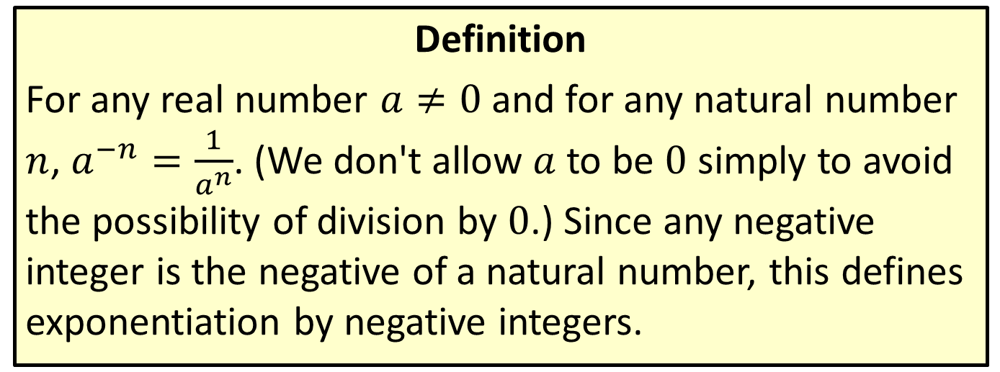 Definition
For any real number a ≠ 0 and for any natural number
n, a⁻ⁿ = 1/aⁿ. (We don't allow a to be 0 simply to avoid
the possibility of division by 0.) Since any negative
integer is the negative of a natural number, this defines
exponentiation by negative integers.